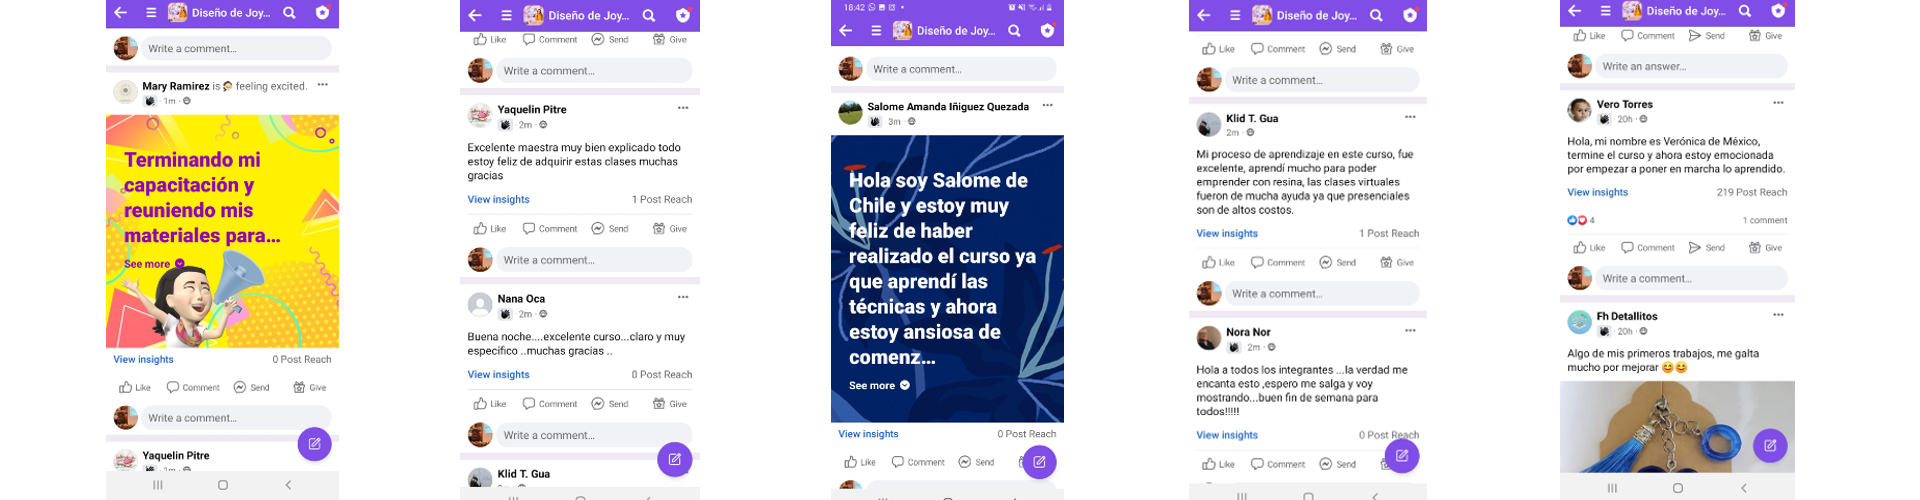 Diseño de Joy...
Write a comment...
Mary Ramirez is feeling excited.
1m
Terminando mi
capacitación y
reuniendo mis
materiales para...
See more
View insights
0 Post Reach
Like Comment Send Give
Write a comment...
Yaquelin Pitre
Diseño de Joy...
Like Comment Send Give
Write a comment...
Yaquelin Pitre
2m
Excelente maestra muy bien explicado todo
estoy feliz de adquirir estas clases muchas
gracias
View insights
1 Post Reach
Like Comment Send Give
Write a comment...
Nana Oca
2m
Buena noche....excelente curso...claro y muy
específico ..muchas gracias ..
View insights
0 Post Reach
Like Comment Send Give
Write a comment...
Klid T. Gua
18:42
Diseño de Joy...
Write a comment...
Salome Amanda Iñiguez Quezada
3m
Hola soy Salome de
Chile y estoy muy
feliz de haber
realizado el curso ya
que aprendí las
técnicas y ahora
estoy ansiosa de
comenz...
See more
View insights
0 Post Reach
Like Comment Send
Diseño de Joy...
Like Comment Send Give
Write a comment...
Klid T. Gua
2m
Mi proceso de aprendizaje en este curso, fue
excelente, aprendí mucho para poder
emprender con resina, las clases virtuales
fueron de mucha ayuda ya que presenciales
son de altos costos.
View insights
1 Post Reach
Like Comment Send Give
Write a comment...
Nora Nor
2m
Hola a todos los integrantes ...la verdad me
encanta esto ,espero me salga y voy
mostrando...buen fin de semana para
todos!!!!!
View insights
0 Post Reach
Like Comment Send
Diseño de Joy...
Like Comment Send Give
Write an answer...
Vero Torres
20h
Hola, mi nombre es Verónica de México,
termine el curso y ahora estoy emocionada
por empezar a poner en marcha lo aprendido.
View insights
219 Post Reach
4
1 comment
Like Comment Send Give
Write a comment...
Fh Detallitos
20h
Algo de mis primeros trabajos, me galta
mucho por mejorar 😊😊